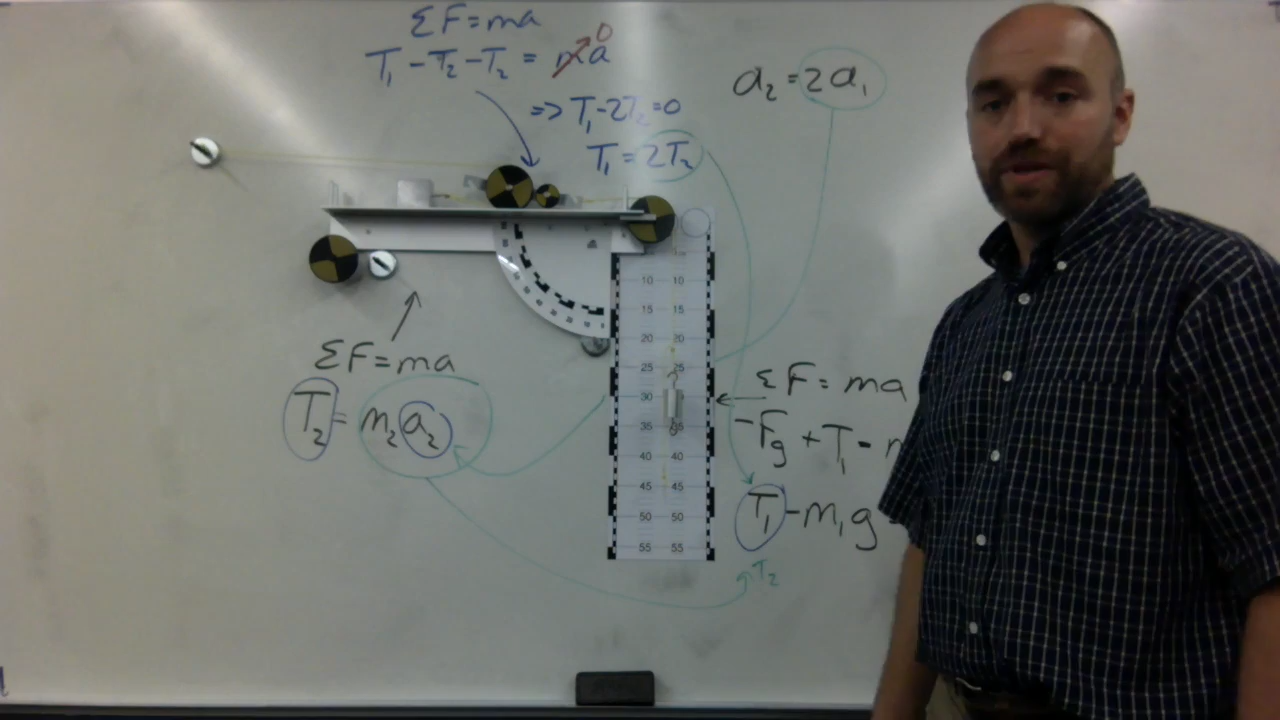 ΣF=ma
T₁-T₂-T₂ = ma 0
=> T₁-2T₂=0
T₁=2T₂
a₂=2a₁
10 10
15 15
20 20
25 25
30
35 35
40 40
45 45
50 50
55 55
ΣF=ma
T₂=m₂a₂
ΣF=ma
-Fg+T₁=m
T₁-m₁g=
T₂